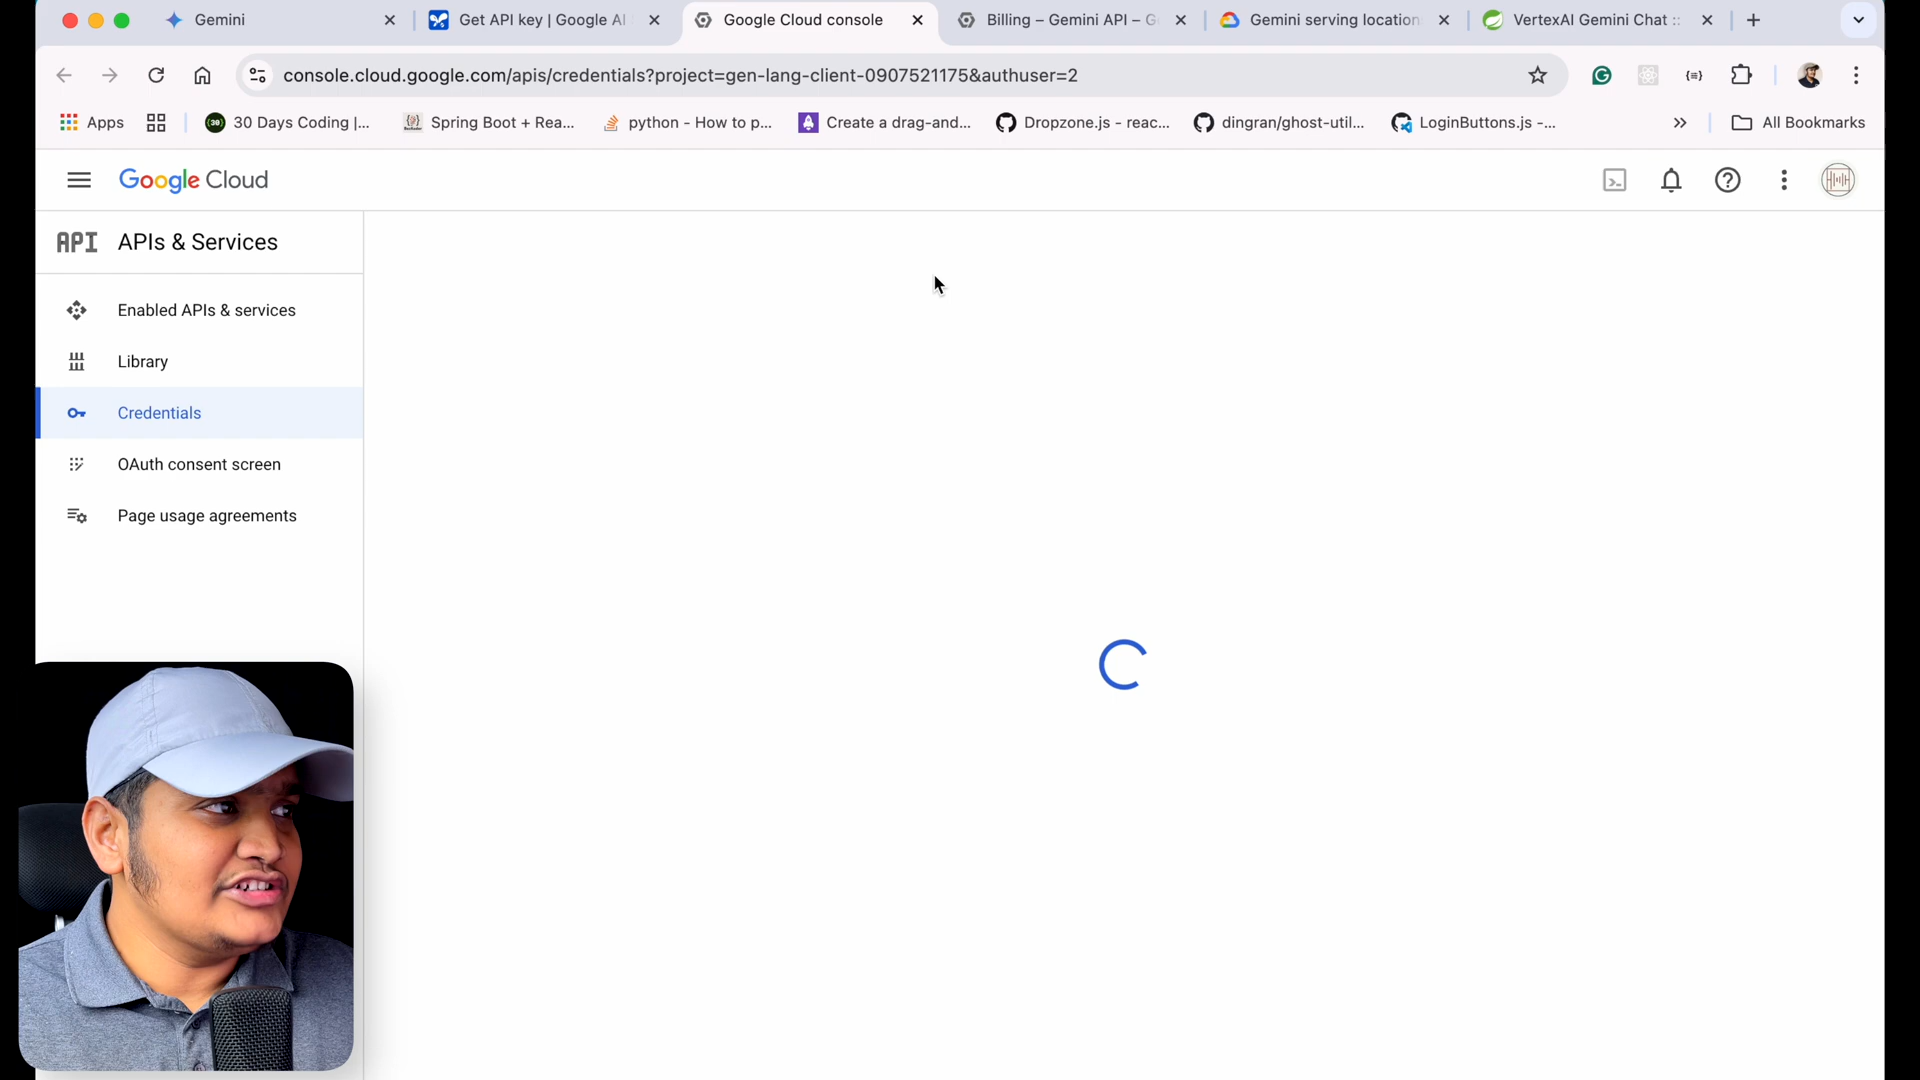 Gemini
Get API key | Google AI
Google Cloud console
Billing – Gemini API – G
Gemini serving location
VertexAI Gemini Chat ::
console.cloud.google.com/apis/credentials?project=gen-lang-client-0907521175&authuser=2
Apps
30 Days Coding |...
Spring Boot + Rea...
python - How to p...
Create a drag-and...
Dropzone.js - reac...
dingran/ghost-util...
LoginButtons.js -...
All Bookmarks
Google Cloud
API APIs & Services
Enabled APIs & services
Library
Credentials
OAuth consent screen
Page usage agreements